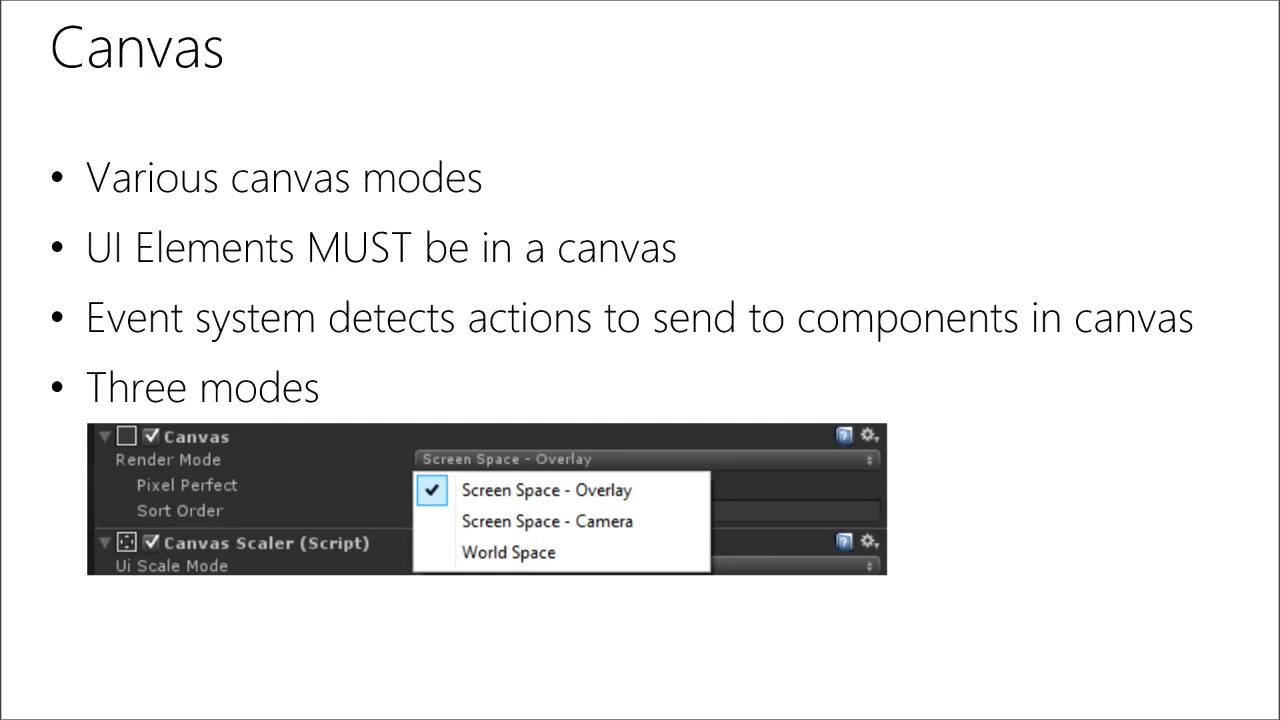 Canvas
• Various canvas modes
• UI Elements MUST be in a canvas
• Event system detects actions to send to components in canvas
• Three modes
Canvas
Render Mode
Screen Space - Overlay
Pixel Perfect
Screen Space - Overlay
Sort Order
Screen Space - Camera
Canvas Scaler (Script)
World Space
Ui Scale Mode